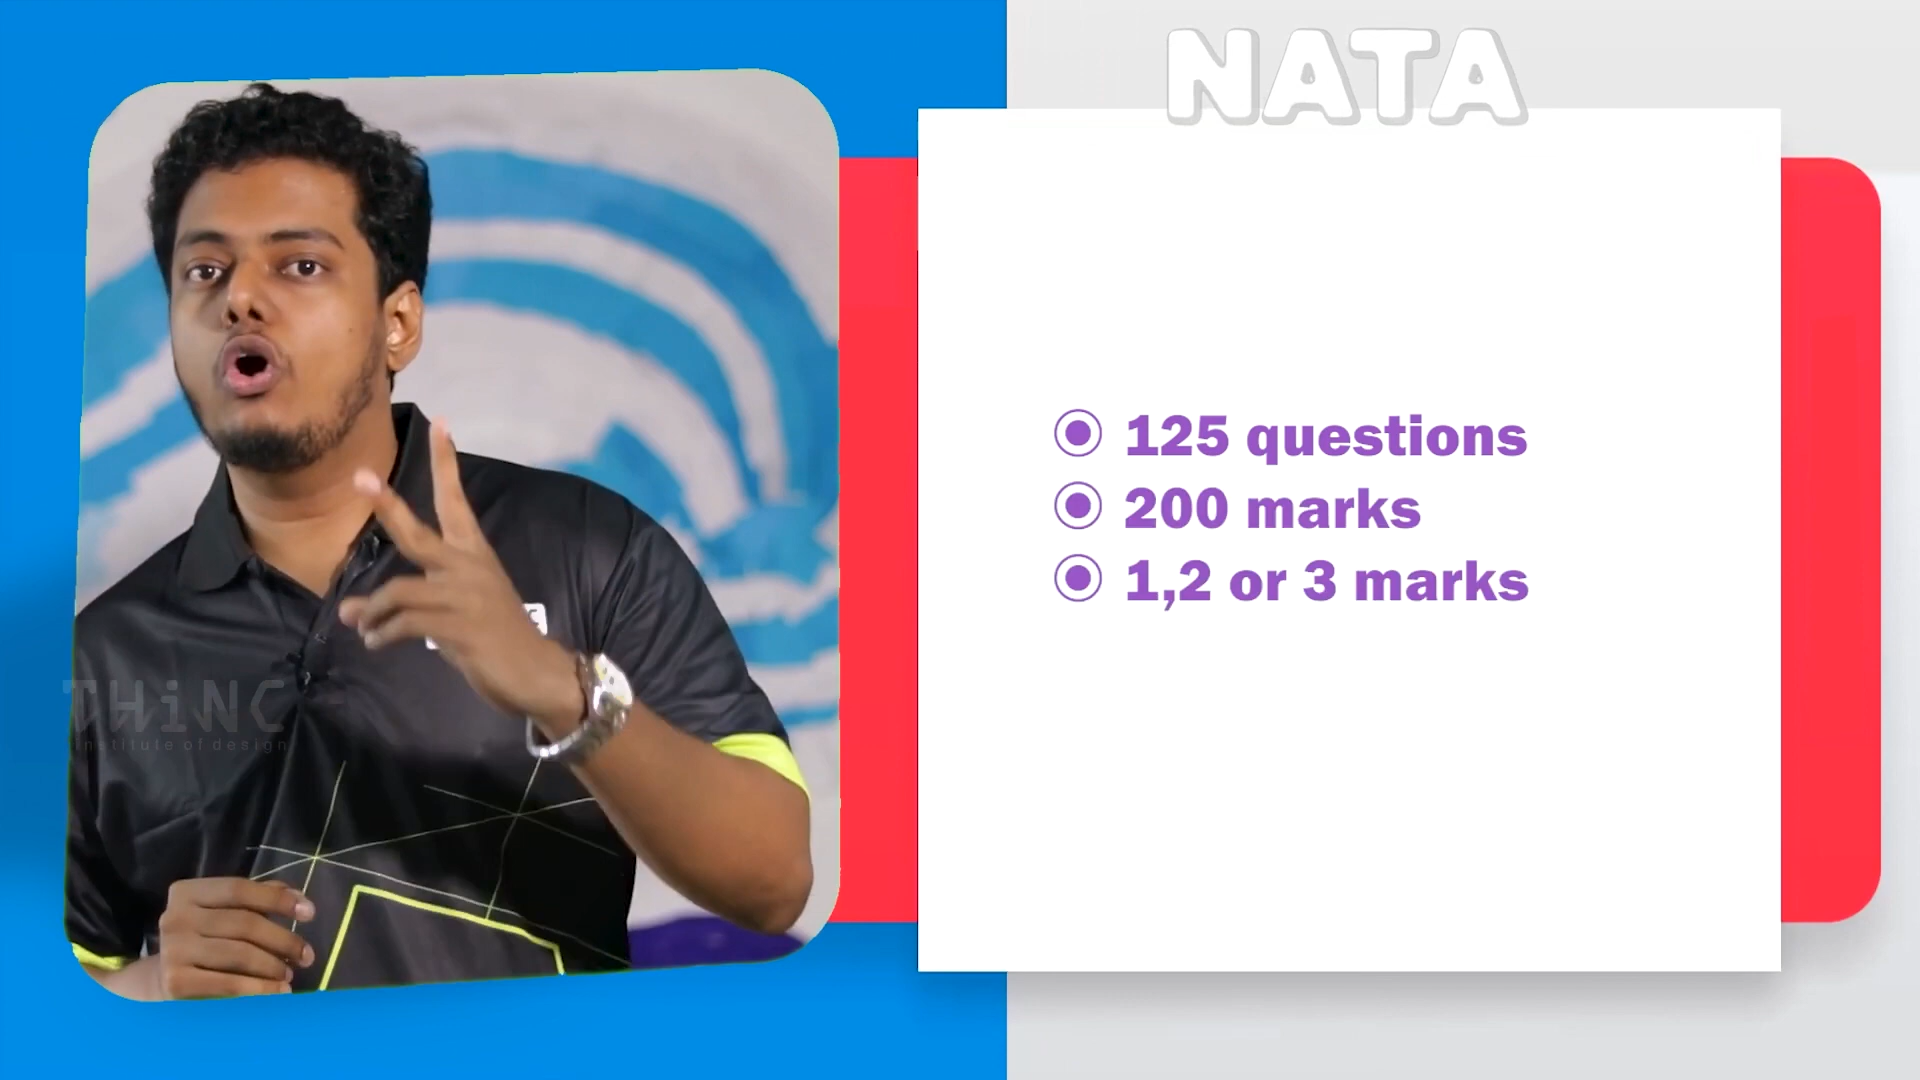 NATA
125 questions
200 marks
1,2 or 3 marks
THiNC
institute of design